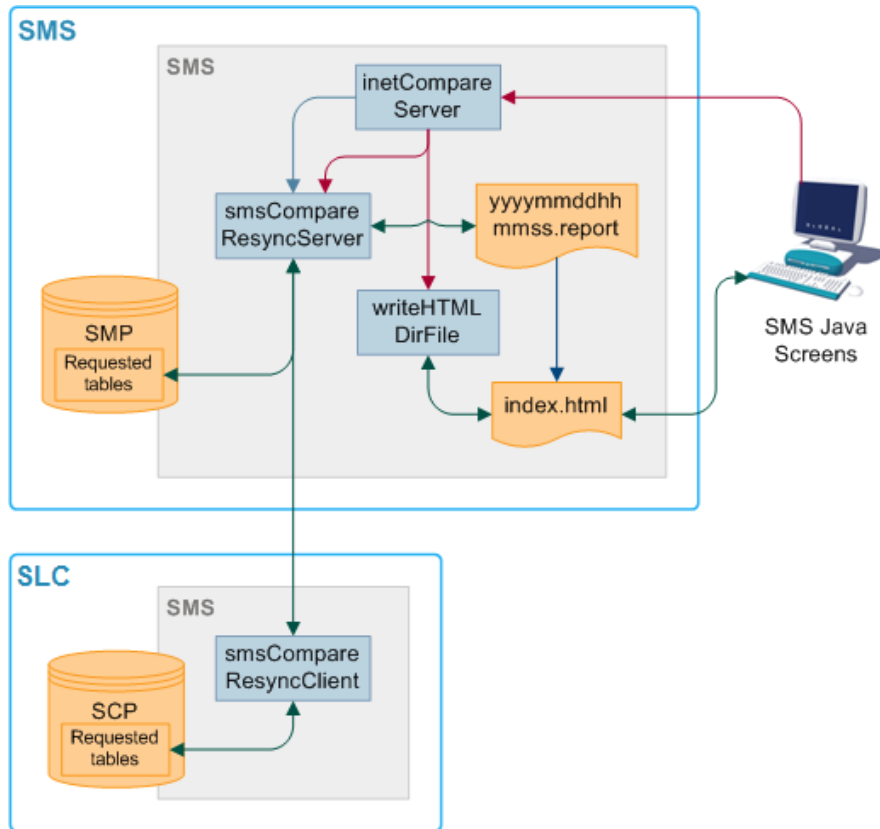 SMS
SMS
inetCompare
Server
smsCompare
ResyncServer
yyyymmddhh
mmss.report
GLOBAL
SMS Java
Screens
SMP
Requested
tables
writeHTML
DirFile
index.html
SLC
SMS
smsCompare
ResyncClient
SCP
Requested
tables